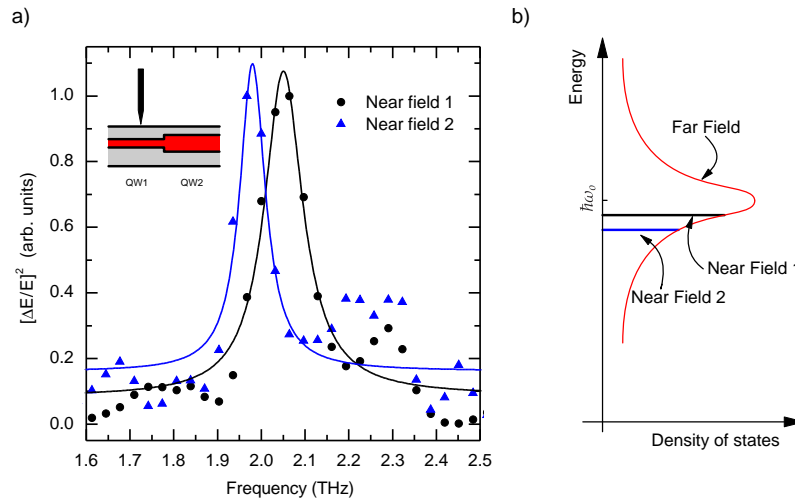 a)
b)
[ΔE/E]² (arb. units)
1.0
0.8
0.6
0.4
0.2
0.0
1.6 1.7 1.8 1.9 2.0 2.1 2.2 2.3 2.4 2.5
Frequency (THz)
Near field 1
Near field 2
QW1 QW2
Energy
ℏω₀
Far Field
Near Field 1
Near Field 2
Density of states